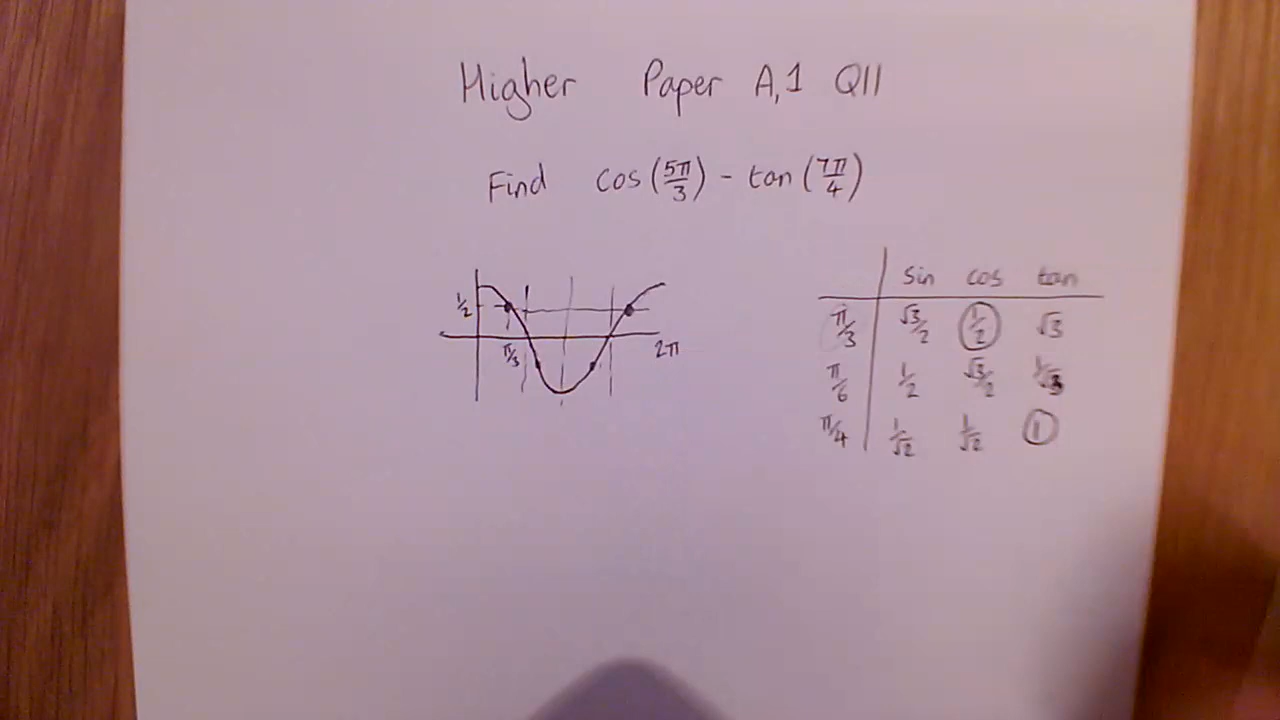 Higher Paper A,1 Q11
Find cos(5π/3) - tan(7π/4)
1/2
π/3
2π
sin cos tan
π/3 √3/2 1/2 √3
π/6 1/2 √3/2 1/√3
π/4 1/√2 1/√2 1